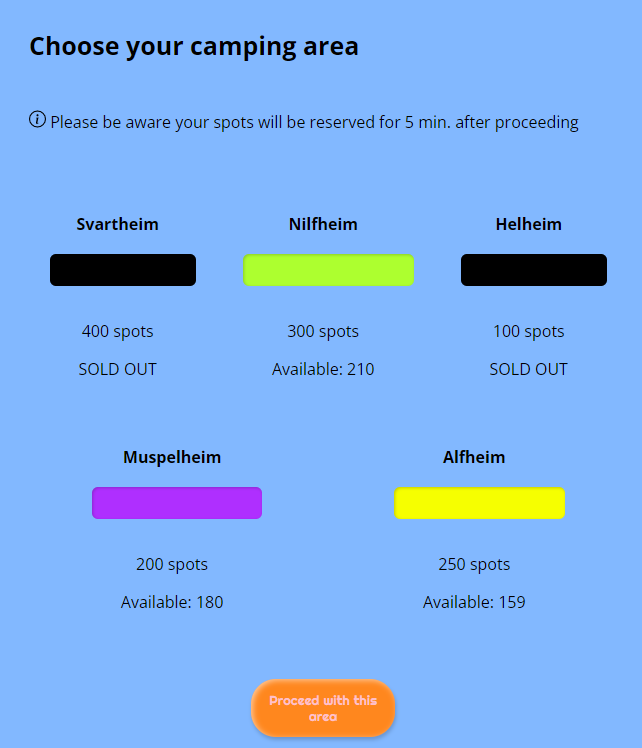 Choose your camping area
Please be aware your spots will be reserved for 5 min. after proceeding
Svartheim
Nilfheim
Helheim
400 spots
300 spots
100 spots
SOLD OUT
Available: 210
SOLD OUT
Muspelheim
Alfheim
200 spots
250 spots
Available: 180
Available: 159
Proceed with this
area